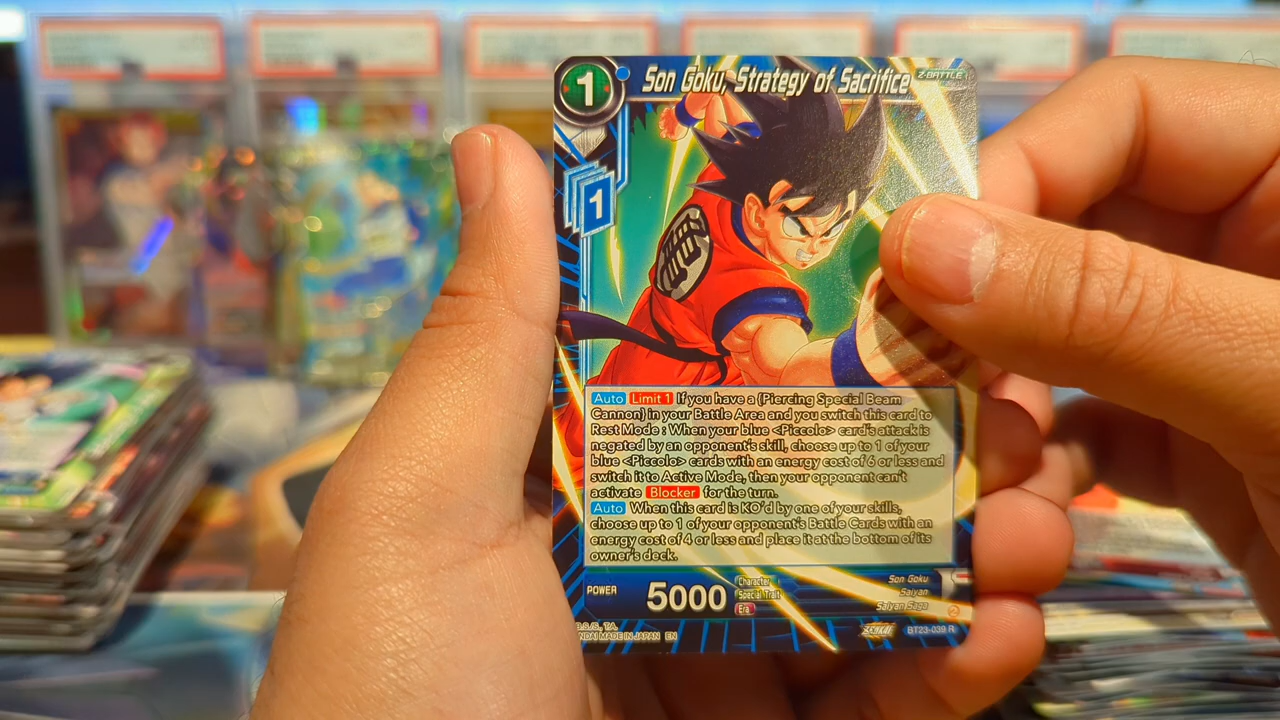 1
Son Goku, Strategy of Sacrifice
Z-BATTLE
1
Auto Limit 1 If you have a {Piercing Special Beam
Cannon} in your Battle Area and you switch this card to
Rest Mode : When your blue <Piccolo> card's attack is
negated by an opponent's skill, choose up to 1 of your
blue <Piccolo> cards with an energy cost of 6 or less and
switch it to Active Mode, then your opponent can't
activate Blocker for the turn.
Auto When this card is KO'd by one of your skills,
choose up to 1 of your opponent's Battle Cards with an
energy cost of 4 or less and place it at the bottom of its
owner's deck.
POWER 5000
Character
Special Trait
Era
Son Goku
Saiyan
Saiyan Saga
B.S./S., T.A.
NDAI MADE IN JAPAN EN
BT23-039 R